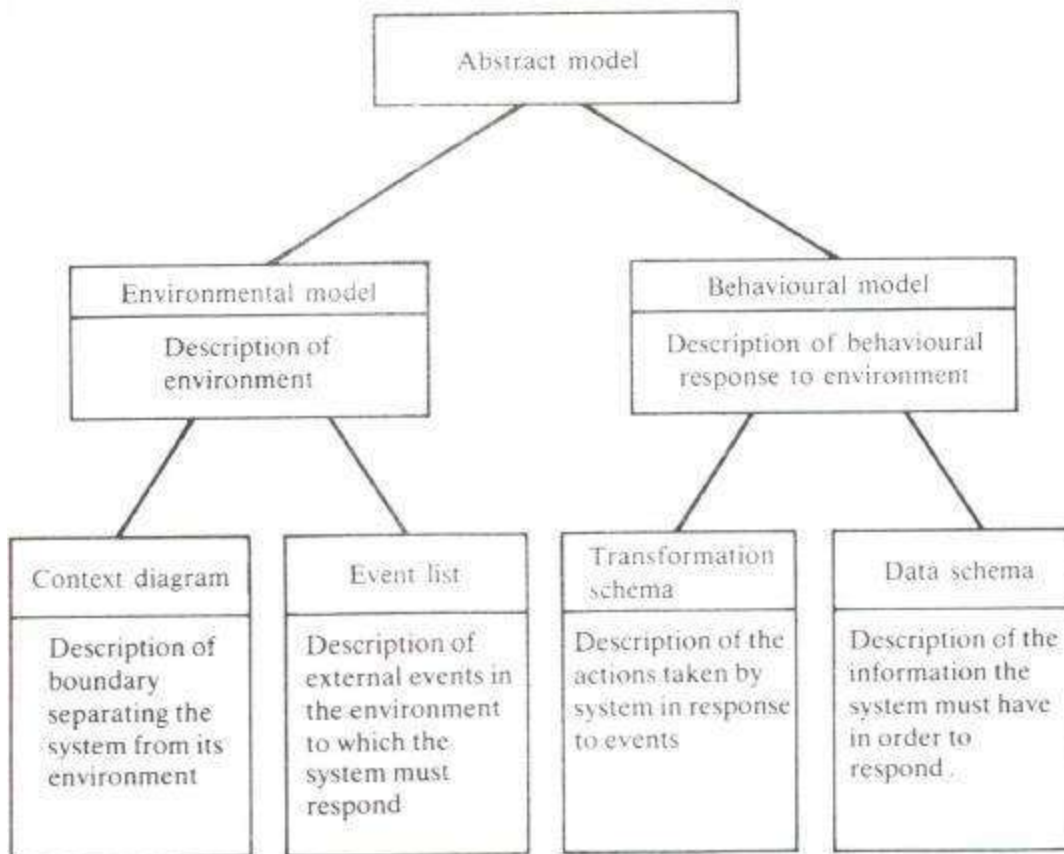 Abstract model
Environmental model
Description of
environment
Behavioural model
Description of behavioural
response to environment
Context diagram
Description of
boundary
separating the
system from its
environment
Event list
Description of
external events in
the environment
to which the
system must
respond
Transformation
schema
Description of the
actions taken by
system in response
to events
Data schema
Description of the
information the
system must have
in order to
respond .